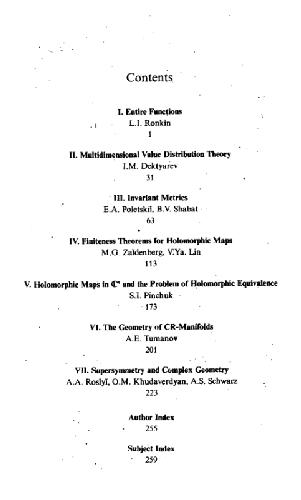 Contents
I. Entire Functions
L.I. Ronkin
1
II. Multidimensional Value Distribution Theory
I.M. Dektyarev
31
III. Invariant Metrics
E.A. Poletskiĭ, B.V. Shabat
63
IV. Finiteness Theorems for Holomorphic Maps
M.G. Zaidenberg, V.Ya. Lin
113
V. Holomorphic Maps in ℂⁿ and the Problem of Holomorphic Equivalence
S.I. Pinchuk
173
VI. The Geometry of CR-Manifolds
A.E. Tumanov
201
VII. Supersymmetry and Complex Geometry
A.A. Roslyĭ, O.M. Khudaverdyan, A.S. Schwarz
223
Author Index
255
Subject Index
259